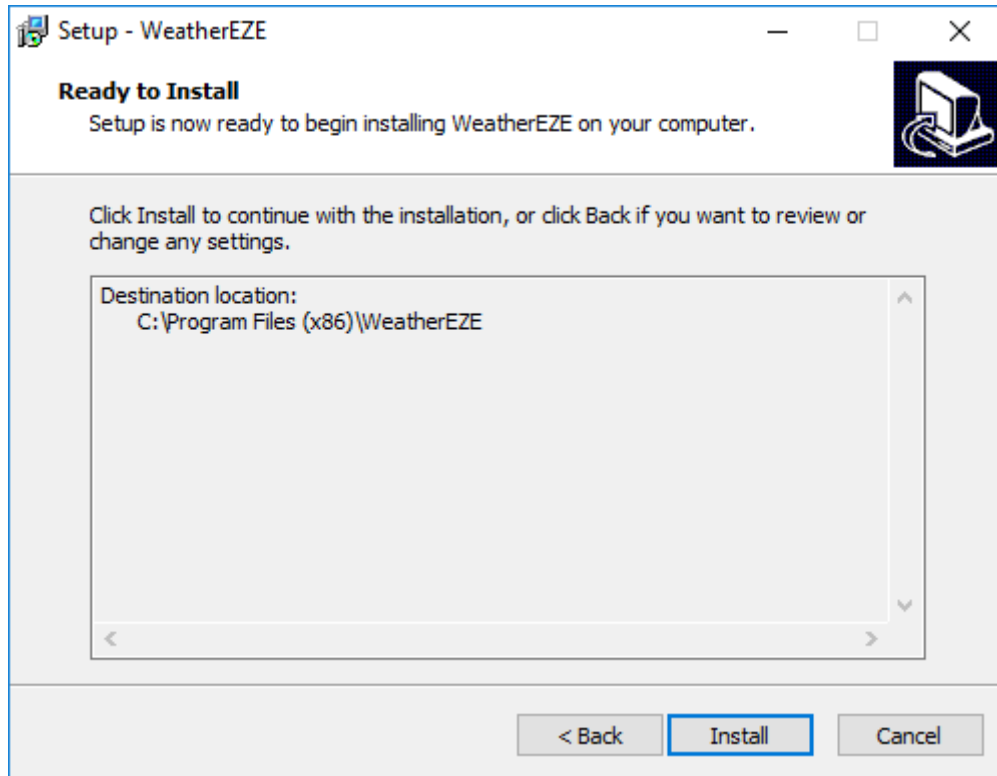 Setup - WeatherEZE
Ready to Install
Setup is now ready to begin installing WeatherEZE on your computer.
Click Install to continue with the installation, or click Back if you want to review or
change any settings.
Destination location:
C:\Program Files (x86)\WeatherEZE
< Back
Install
Cancel